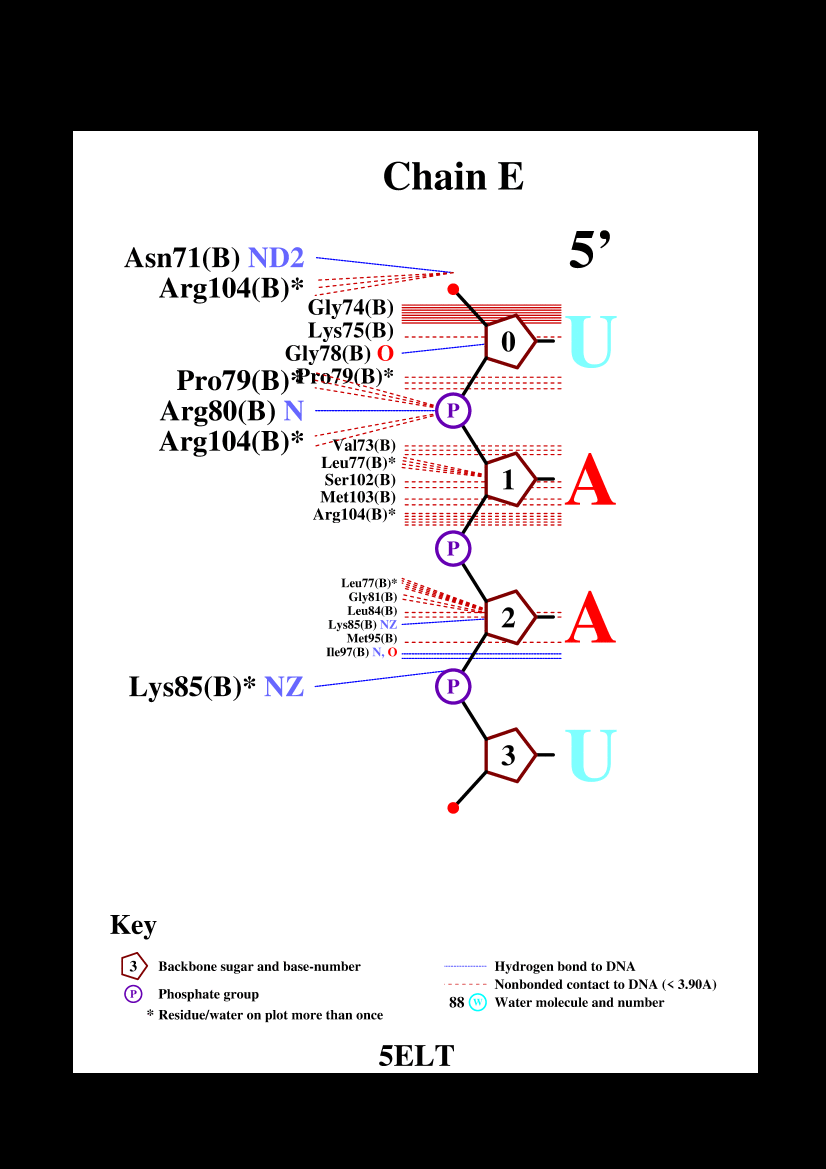 Chain E
5’
Asn71(B) ND2
Arg104(B)*
Gly74(B)
Lys75(B)
0
U
Gly78(B) O
Pro79(B)*
Pro79(B)*
Arg80(B) N
P
Arg104(B)*
Val73(B)
Leu77(B)*
Ser102(B)
1
A
Met103(B)
Arg104(B)*
P
Leu77(B)*
Gly81(B)
Leu84(B)
2
A
Lys85(B) NZ
Met95(B)
Ile97(B) N, O
Lys85(B)* NZ
P
3
U
Key
3 Backbone sugar and base-number
P Phosphate group
* Residue/water on plot more than once
Hydrogen bond to DNA
Nonbonded contact to DNA (< 3.90A)
88 W Water molecule and number
5ELT